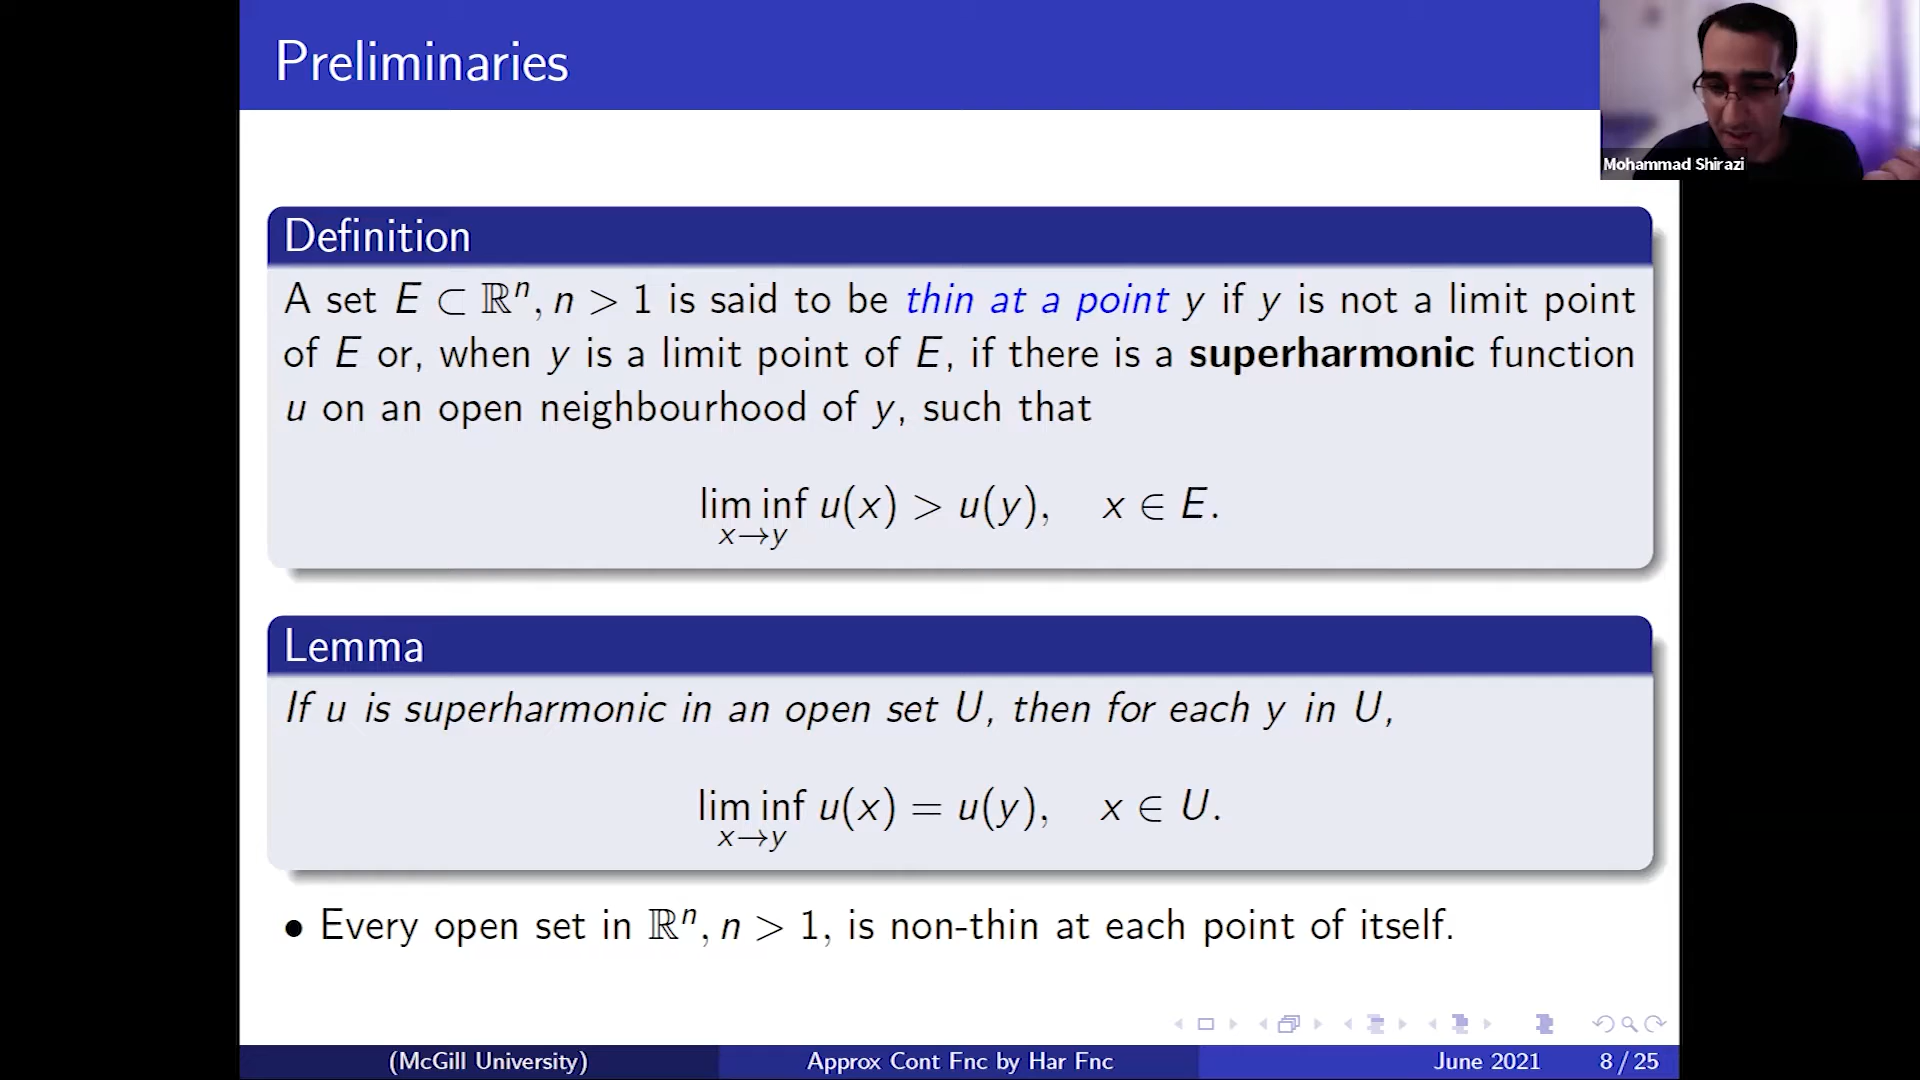 Preliminaries
Mohammad Shirazi
Definition
A set E ⊂ ℝⁿ, n > 1 is said to be thin at a point y if y is not a limit point
of E or, when y is a limit point of E, if there is a superharmonic function
u on an open neighbourhood of y, such that
lim inf u(x) > u(y), x ∈ E.
x→y
Lemma
If u is superharmonic in an open set U, then for each y in U,
lim inf u(x) = u(y), x ∈ U.
x→y
• Every open set in ℝⁿ, n > 1, is non-thin at each point of itself.
(McGill University) Approx Cont Fnc by Har Fnc June 2021 8 / 25